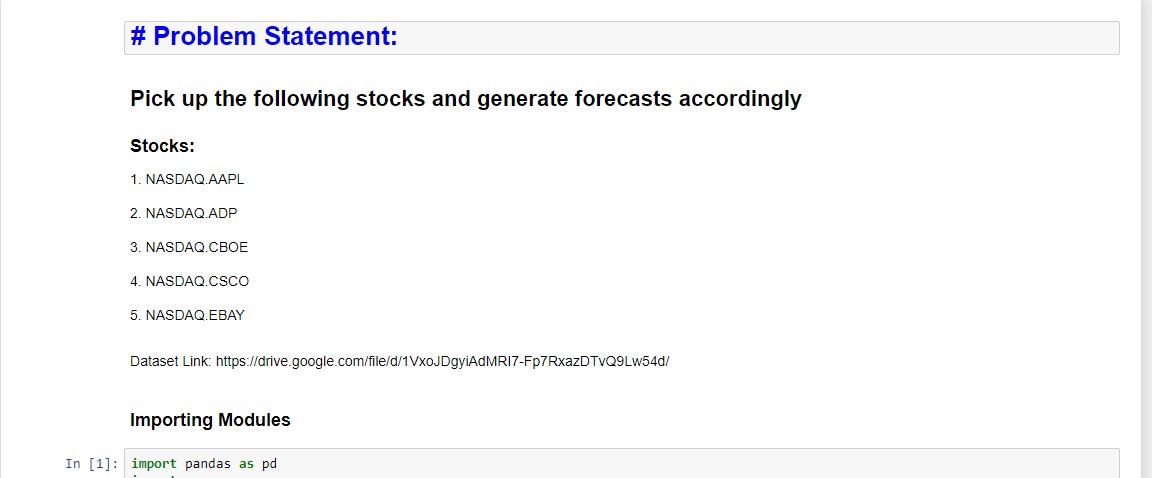 # Problem Statement:
Pick up the following stocks and generate forecasts accordingly
Stocks:
1. NASDAQ.AAPL
2. NASDAQ.ADP
3. NASDAQ.CBOE
4. NASDAQ.CSCO
5. NASDAQ.EBAY
Dataset Link: https://drive.google.com/file/d/1VxoJDgyiAdMRI7-Fp7RxazDTvQ9Lw54d/
Importing Modules
In [1]: import pandas as pd